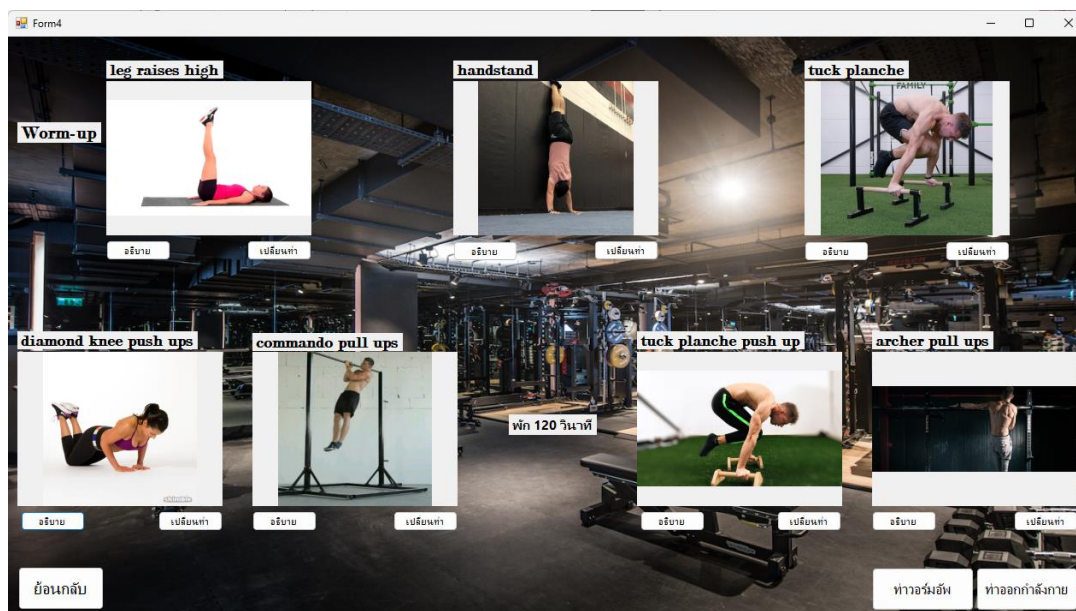 Form4
leg raises high
handstand
tuck planche
FAMILY
Worm-up
อธิบาย
เปลี่ยนท่า
อธิบาย
เปลี่ยนท่า
อธิบาย
เปลี่ยนท่า
diamond knee push ups
commando pull ups
tuck planche push up
archer pull ups
พัก 120 วินาที
skimble
อธิบาย
เปลี่ยนท่า
อธิบาย
เปลี่ยนท่า
อธิบาย
เปลี่ยนท่า
อธิบาย
เปลี่ยนท่า
ย้อนกลับ
ท่าวอร์มอัพ
ท่าออกกำลังกาย